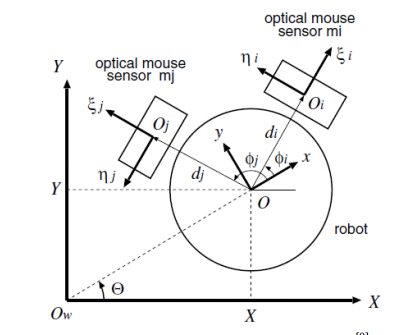 optical mouse
sensor mi
optical mouse
sensor mj
ξi
ηi
Oi
di
ξj
Oj
ηj
dj
Y
y
ϕj
ϕi
x
Y
O
robot
Θ
Ow
X
X